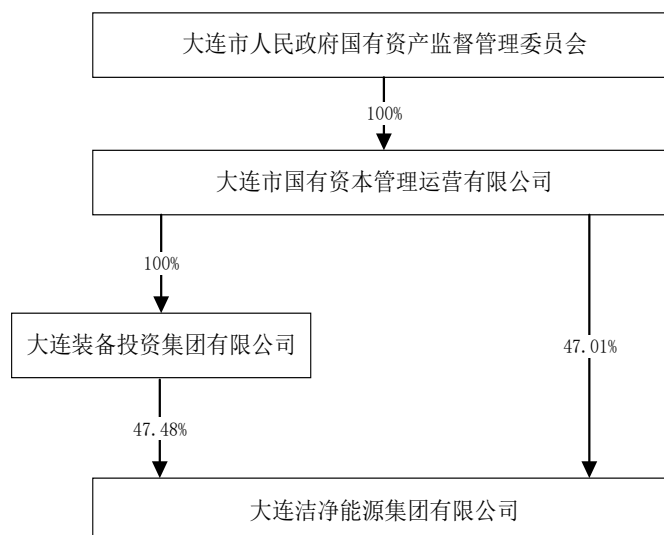 大连市人民政府国有资产监督管理委员会
100%
大连市国有资本管理运营有限公司
100%
大连装备投资集团有限公司
47.01%
47.48%
大连洁净能源集团有限公司